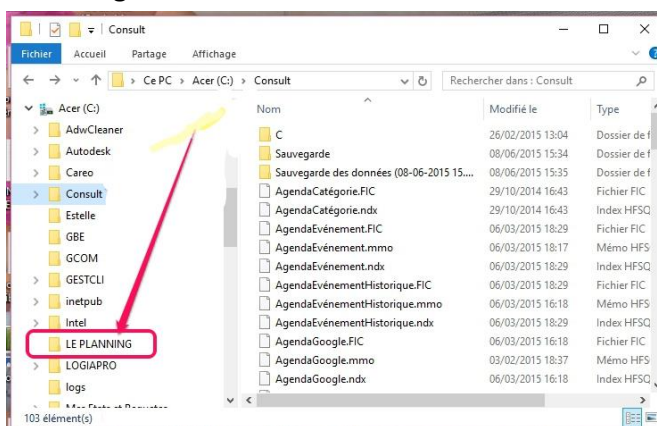 Consult
Fichier Accueil Partage Affichage
Ce PC > Acer (C:) > Consult
Rechercher dans : Consult
Acer (C:)
AdwCleaner
Autodesk
Careo
Consult
Estelle
GBE
GCOM
GESTCLI
inetpub
Intel
LE PLANNING
LOGIAPRO
logs
Nom Modifié le Type
C 26/02/2015 13:04 Dossier de f
Sauvegarde 08/06/2015 15:34 Dossier de f
Sauvegarde des données (08-06-2015 15.... 08/06/2015 15:35 Dossier de f
AgendaCatégorie.FIC 29/10/2014 16:43 Fichier FIC
AgendaCatégorie.ndx 29/10/2014 16:43 Index HFSQ
AgendaEvénement.FIC 06/03/2015 18:29 Fichier FIC
AgendaEvénement.mmo 06/03/2015 18:17 Mémo HFS
AgendaEvénement.ndx 06/03/2015 18:29 Index HFSQ
AgendaEvénementHistorique.FIC 06/03/2015 18:29 Fichier FIC
AgendaEvénementHistorique.mmo 06/03/2015 16:18 Mémo HFS
AgendaEvénementHistorique.ndx 06/03/2015 18:29 Index HFSQ
AgendaGoogle.FIC 06/03/2015 16:18 Fichier FIC
AgendaGoogle.mmo 03/02/2015 18:37 Mémo HFS
AgendaGoogle.ndx 06/03/2015 16:18 Index HFSQ
103 élément(s)